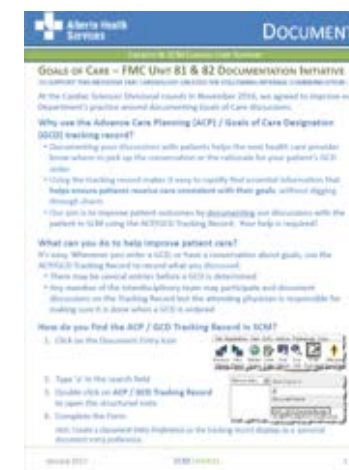 Alberta Health
Services
DOCUMENT
GOALS OF CARE – FMC UNIT 81 & 82 DOCUMENTATION INITIATIVE
At the Cardiac Sciences Divisional rounds in November 2016, we agreed to improve
Department's practice around documenting Goals of Care discussions.
Why use the Advance Care Planning (ACP) / Goals of Care Designation
(GCD) tracking record?
• Documenting your discussions with patients helps the next health care provider
know where to pick up the conversation or the rationale for your patient's GCD
order.
• Using the tracking record makes it easy to rapidly find essential information that
helps ensure patients receive care consistent with their goals, without digging
through charts.
• Our aim is to improve patient outcomes by documenting our discussions with the
patient in SCM using the ACP/GCD Tracking Record. Your help is required!
What can you do to help improve patient care?
It's easy. Whenever you enter a GCD, or have a conversation about goals, use the
ACP/GCD Tracking Record to record what you discussed.
• There may be several entries before a GCD is determined
• Any member of the interdisciplinary team may participate and document
discussions on the Tracking Record but the attending physician is responsible for
making sure it is done when a GCD is ordered
How do you find the ACP / GCD Tracking Record in SCM?
1. Click on the Document Entry Icon
2. Type 'a' in the search field
3. Double click on ACP / GCD Tracking Record
to open the structured note
4. Complete the Form
January 2017